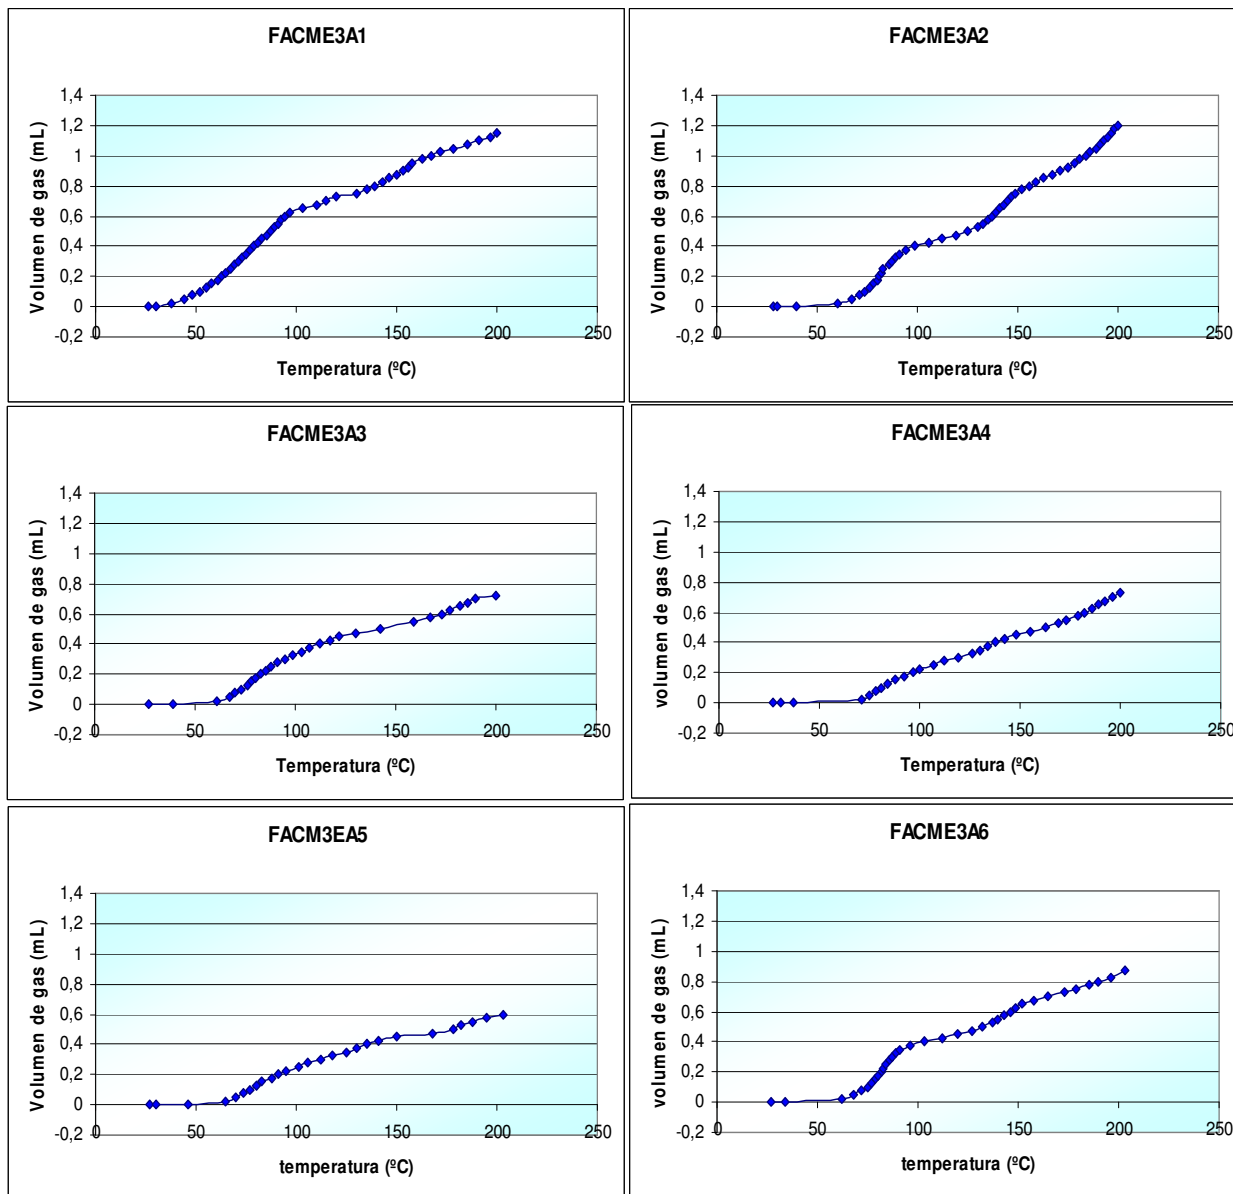 FACME3A1
1,4
1,2
1
0,8
0,6
0,4
0,2
0
-0,2
0 50 100 150 200 250
Volumen de gas (mL)
Temperatura (ºC)
FACME3A2
1,4
1,2
1
0,8
0,6
0,4
0,2
0
-0,2
0 50 100 150 200 250
Volumen de gas (mL)
Temperatura (ºC)
FACME3A3
1,4
1,2
1
0,8
0,6
0,4
0,2
0
-0,2
0 50 100 150 200 250
Volumen de gas (mL)
Temperatura (ºC)
FACME3A4
1,4
1,2
1
0,8
0,6
0,4
0,2
0
-0,2
0 50 100 150 200 250
volumen de gas (mL)
Temperatura (ºC)
FACM3EA5
1,4
1,2
1
0,8
0,6
0,4
0,2
0
-0,2
0 50 100 150 200 250
Volumen de gas (mL)
temperatura (ºC)
FACME3A6
1,4
1,2
1
0,8
0,6
0,4
0,2
0
-0,2
0 50 100 150 200 250
volumen de gas (mL)
temperatura (ºC)